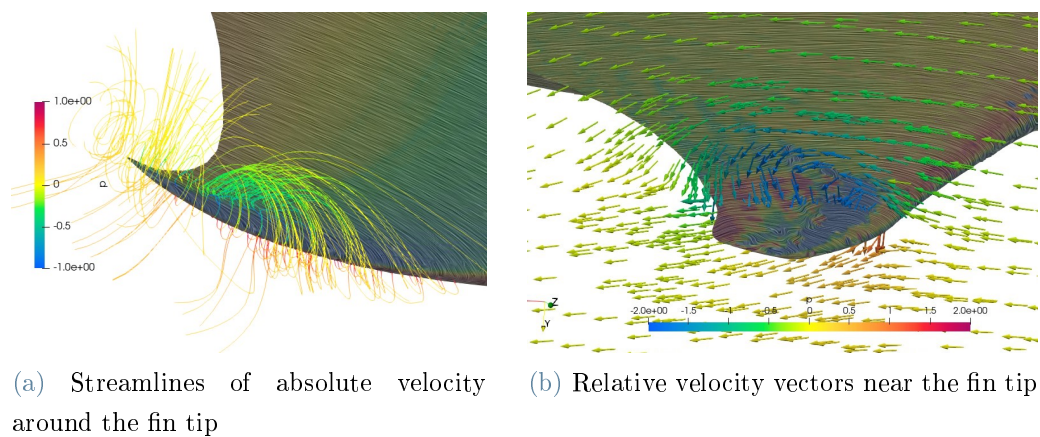 1.0e+00
0.5
0
p
-0.5
-1.0e+00
Z
Y
p
-2.0e+00 -1.5 -1 -0.5 0 0.5 1 1.5 2.0e+00
(a) Streamlines of absolute velocity
around the fin tip
(b) Relative velocity vectors near the fin tip